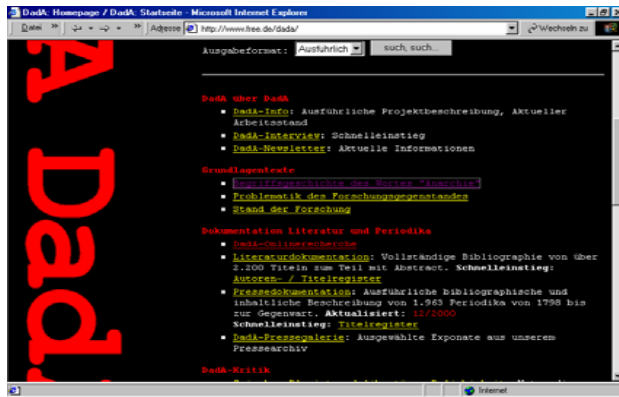 DadA: Homepage / DadA: Startseite - Microsoft Internet Explorer
Datei » Adresse http://www.free.de/dada/ Wechseln zu
Ausgabeformat: Ausführlich such, such...
DadA über DadA
DadA-Info: Ausführliche Projektbeschreibung, Aktueller
Arbeitsstand
DadA-Interview: Schnelleinstieg
DadA-Newsletter: Aktuelle Informationen
Grundlagentexte
Begriffsgeschichte des Wortes "Anarchie"
Problematik des Forschungsgegenstandes
Stand der Forschung
Dokumentation Literatur und Periodika
DadA-Onlinerecherche
Literaturdokumentation: Vollständige Bibliographie von über
2.200 Titeln zum Teil mit Abstract. Schnelleinstieg:
Autoren- / Titelregister
Pressedokumentation: Ausführliche bibliographische und
inhaltliche Beschreibung von 1.963 Periodika von 1798 bis
zur Gegenwart. Aktualisiert: 12/2000
Schnelleinstieg: Titelregister
DadA-Pressegalerie: Ausgewählte Exponate aus unserem
Pressearchiv
DadA-Kritik
A DadA
Internet